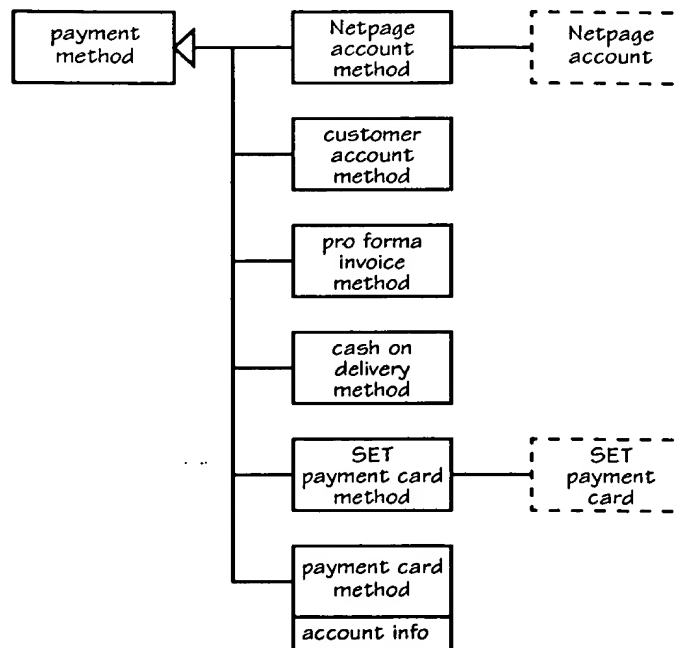 payment
method
Netpage
account
method
Netpage
account
customer
account
method
pro forma
invoice
method
cash on
delivery
method
SET
payment card
method
SET
payment
card
payment card
method
account info